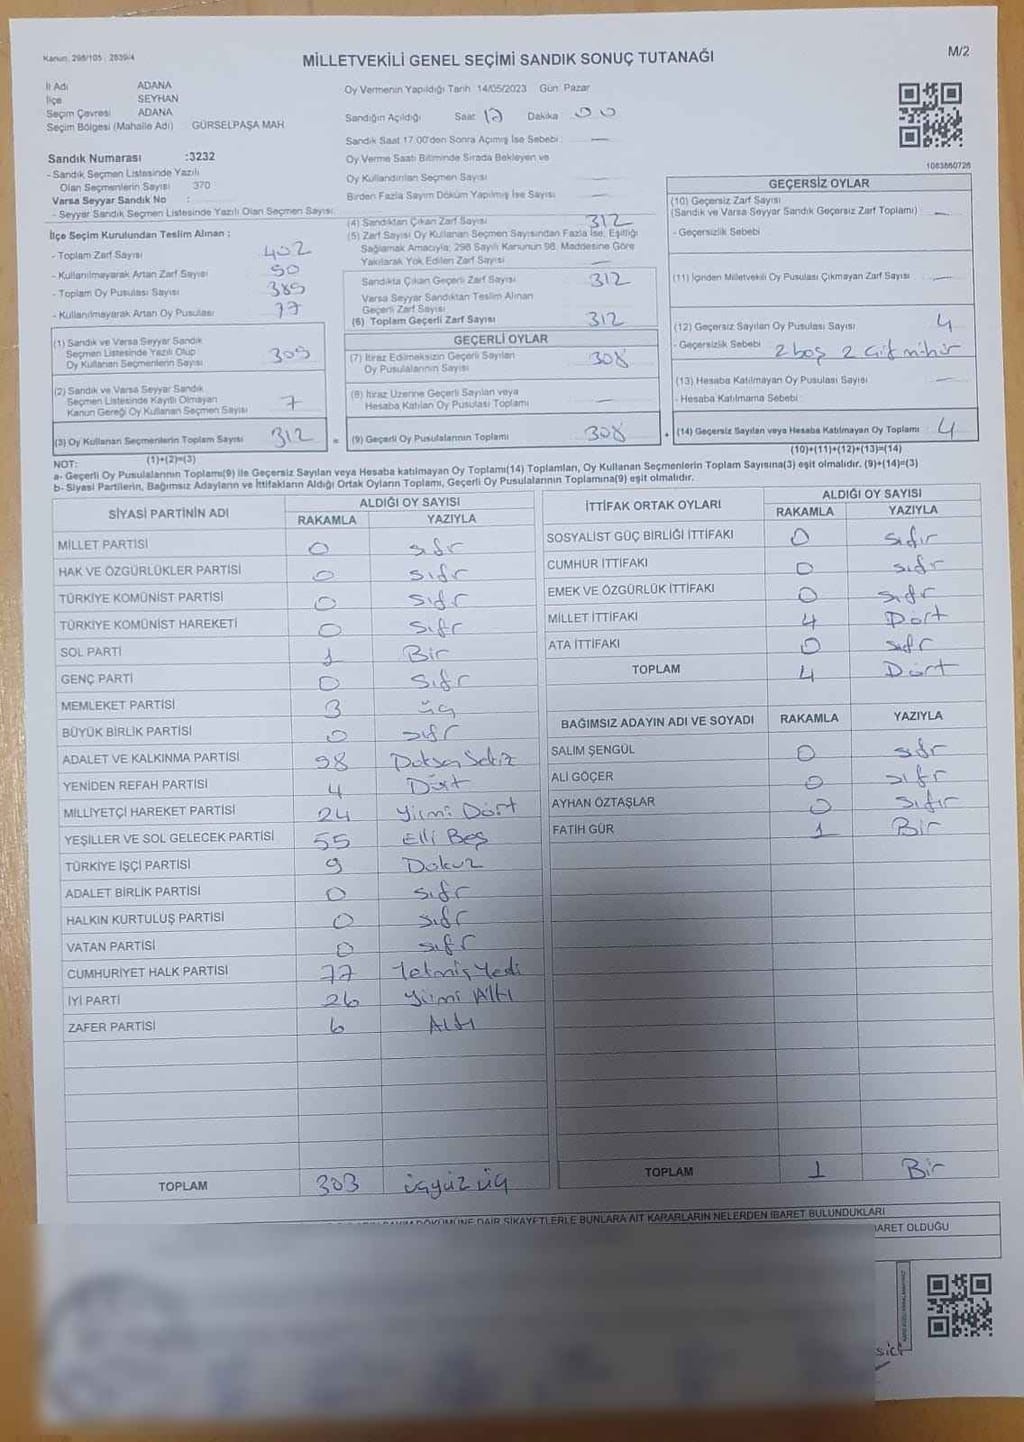 Kanun: 298/105 2839/4
MİLLETVEKİLİ GENEL SEÇİMİ SANDIK SONUÇ TUTANAĞI
M/2
İl Adı ADANA
İlçe SEYHAN
Seçim Çevresi ADANA
Seçim Bölgesi (Mahalle Adı) GÜRSELPAŞA MAH
Sandık Numarası :3232
- Sandık Seçmen Listesinde Yazılı
Olan Seçmenlerin Sayısı 370
Varsa Seyyar Sandık No :
- Seyyar Sandık Seçmen Listesinde Yazılı Olan Seçmen Sayısı:
İlçe Seçim Kurulundan Teslim Alınan :
- Toplam Zarf Sayısı 402
- Kullanılmayarak Artan Zarf Sayısı 90
- Toplam Oy Pusulası Sayısı 385
- Kullanılmayarak Artan Oy Pusulası 77
(1) Sandık ve Varsa Seyyar Sandık
Seçmen Listesinde Yazılı Olup
Oy Kullanan Seçmenlerin Sayısı 305
(2) Sandık ve Varsa Seyyar Sandık
Seçmen Listesinde Kayıtlı Olmayan
Kanun Gereği Oy Kullanan Seçmen Sayısı 7
(3) Oy Kullanan Seçmenlerin Toplam Sayısı 312 =
(1)+(2)=(3)
Oy Vermenin Yapıldığı Tarih 14/05/2023 Gün: Pazar
Sandığın Açıldığı Saat 17 Dakika 00
Sandık Saat 17:00'den Sonra Açımış İse Sebebi : —
Oy Verme Saati Bitiminde Sırada Bekleyen ve
Oy Kullandırılan Seçmen Sayısı —
Birden Fazla Sayım Döküm Yapılmış İse Sayısı —
(4) Sandıktan Çıkan Zarf Sayısı 312
(5) Zarf Sayısı Oy Kullanan Seçmen Sayısından Fazla İse, Eşitliği
Sağlamak Amacıyla; 298 Sayılı Kanunun 98. Maddesine Göre
Yakılarak Yok Edilen Zarf Sayısı —
Sandıkta Çıkan Geçerli Zarf Sayısı 312
Varsa Seyyar Sandıktan Teslim Alınan
Geçerli Zarf Sayısı —
(6) Toplam Geçerli Zarf Sayısı 312
GEÇERLİ OYLAR
(7) İtiraz Edilmeksizin Geçerli Sayılan
Oy Pusulalarının Sayısı 308
(8) İtiraz Üzerine Geçerli Sayılan veya
Hesaba Katılan Oy Pusulası Toplamı —
(9) Geçerli Oy Pusulalarının Toplamı 308 +
1083860726
GEÇERSİZ OYLAR
(10) Geçersiz Zarf Sayısı
(Sandık ve Varsa Seyyar Sandık Geçersiz Zarf Toplamı) —
- Geçersizlik Sebebi
(11) İçinden Milletvekili Oy Pusulası Çıkmayan Zarf Sayısı —
(12) Geçersiz Sayılan Oy Pusulası Sayısı 4
- Geçersizlik Sebebi 2 boş 2 çift mühür
(13) Hesaba Katılmayan Oy Pusulası Sayısı —
- Hesaba Katılmama Sebebi :
(14) Geçersiz Sayılan veya Hesaba Katılmayan Oy Toplamı 4
(10)+(11)+(12)+(13)=(14)
NOT:
a- Geçerli Oy Pusulalarının Toplamı(9) ile Geçersiz Sayılan veya Hesaba katılmayan Oy Toplamı(14) Toplamları, Oy Kullanan Seçmenlerin Toplam Sayısına(3) eşit olmalıdır. (9)+(14)=(3)
b- Siyasi Partilerin, Bağımsız Adayların ve İttifakların Aldığı Ortak Oyların Toplamı, Geçerli Oy Pusulalarının Toplamına(9) eşit olmalıdır.
SİYASİ PARTİNİN ADI ALDIĞI OY SAYISI
RAKAMLA YAZIYLA
MİLLET PARTİSİ 0 sıfır
HAK VE ÖZGÜRLÜKLER PARTİSİ 0 sıfır
TÜRKİYE KOMÜNİST PARTİSİ 0 sıfır
TÜRKİYE KOMÜNİST HAREKETİ 0 sıfır
SOL PARTİ 1 Bir
GENÇ PARTİ 0 sıfır
MEMLEKET PARTİSİ 3 üç
BÜYÜK BİRLİK PARTİSİ 0 sıfır
ADALET VE KALKINMA PARTİSİ 98 Doksan Sekiz
YENİDEN REFAH PARTİSİ 4 Dört
MİLLİYETÇİ HAREKET PARTİSİ 24 Yirmi Dört
YEŞİLLER VE SOL GELECEK PARTİSİ 55 Elli Beş
TÜRKİYE İŞÇİ PARTİSİ 9 Dokuz
ADALET BİRLİK PARTİSİ 0 sıfır
HALKIN KURTULUŞ PARTİSİ 0 sıfır
VATAN PARTİSİ 0 sıfır
CUMHURİYET HALK PARTİSİ 77 Yetmiş Yedi
İYİ PARTİ 26 Yirmi Altı
ZAFER PARTİSİ 6 Altı
TOPLAM 303 üçyüz üç
İTTİFAK ORTAK OYLARI ALDIĞI OY SAYISI
RAKAMLA YAZIYLA
SOSYALİST GÜÇ BİRLİĞİ İTTİFAKI 0 sıfır
CUMHUR İTTİFAKI 0 sıfır
EMEK VE ÖZGÜRLÜK İTTİFAKI 0 sıfır
MİLLET İTTİFAKI 4 Dört
ATA İTTİFAKI 0 sıfır
TOPLAM 4 Dört
BAĞIMSIZ ADAYIN ADI VE SOYADI RAKAMLA YAZIYLA
SALİM ŞENGÜL 0 sıfır
ALİ GÖÇER 0 sıfır
AYHAN ÖZTAŞLAR 0 sıfır
FATİH GÜR 1 Bir
TOPLAM 1 Bir
DÖKÜMÜNE DAİR ŞİKAYETLERLE BUNLARA AİT KARARLARIN NELERDEN İBARET BULUNDUKLARI
BARET OLDUĞU